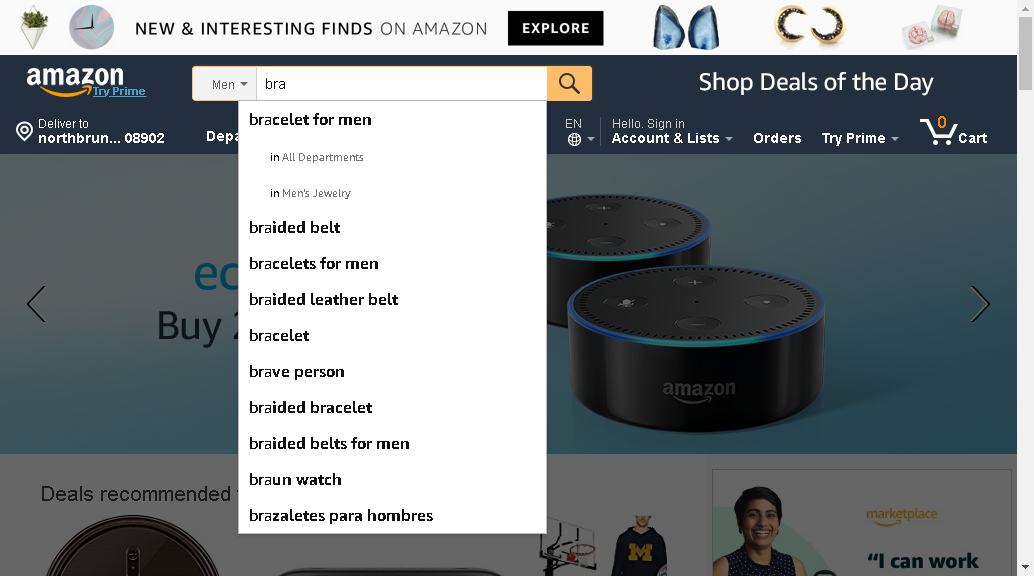 NEW & INTERESTING FINDS ON AMAZON EXPLORE
amazon
Try Prime
Men
bra
Shop Deals of the Day
Deliver to
northbrun... 08902
Depa
EN
Hello. Sign in
Account & Lists
Orders
Try Prime
0
Cart
bracelet for men
in All Departments
in Men's Jewelry
braided belt
bracelets for men
braided leather belt
bracelet
brave person
braided bracelet
braided belts for men
braun watch
brazaletes para hombres
ec
Buy 2
amazon
Deals recommended
M
marketplace
“I can work